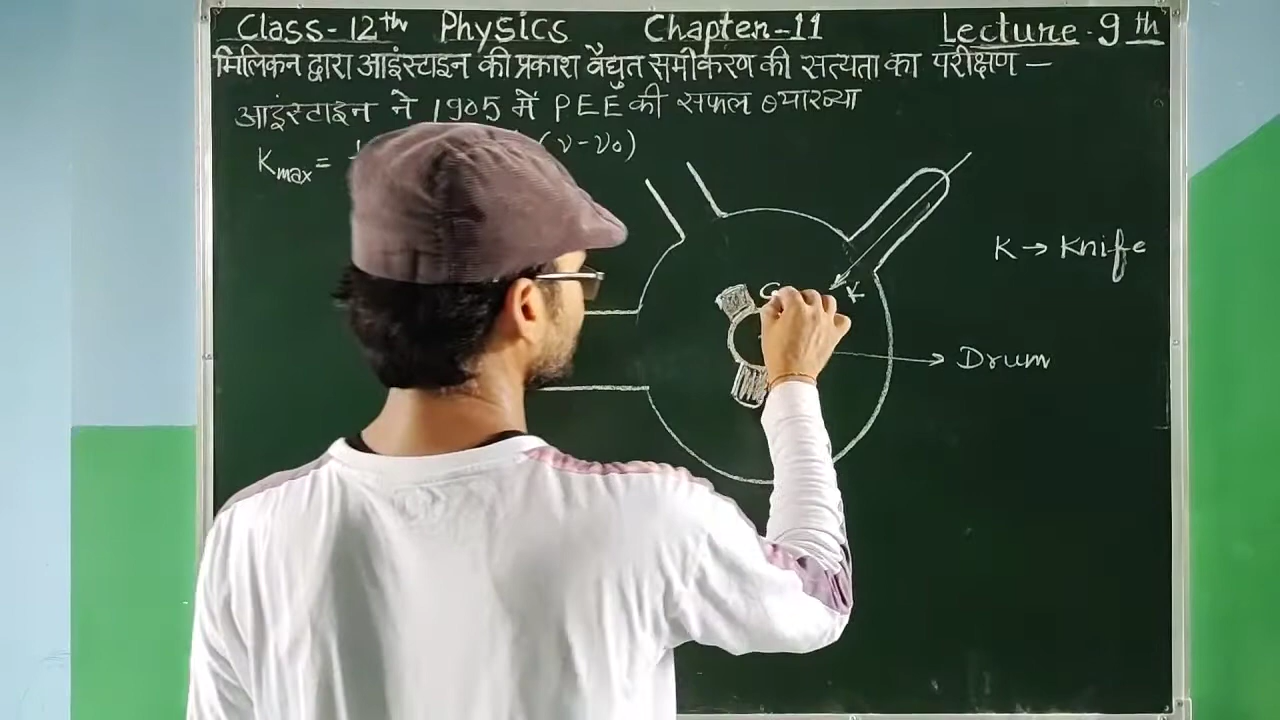 Class-12th Physics Chapter-11 Lecture-9th
मिलिकन द्वारा आइंस्टाइन की प्रकाश वैद्युत समीकरण की सत्यता का परीक्षण —
आइंस्टाइन ने 1905 में PEE की सफल व्याख्या
Kmax = (ν-ν₀)
K → Knife
K
Drum